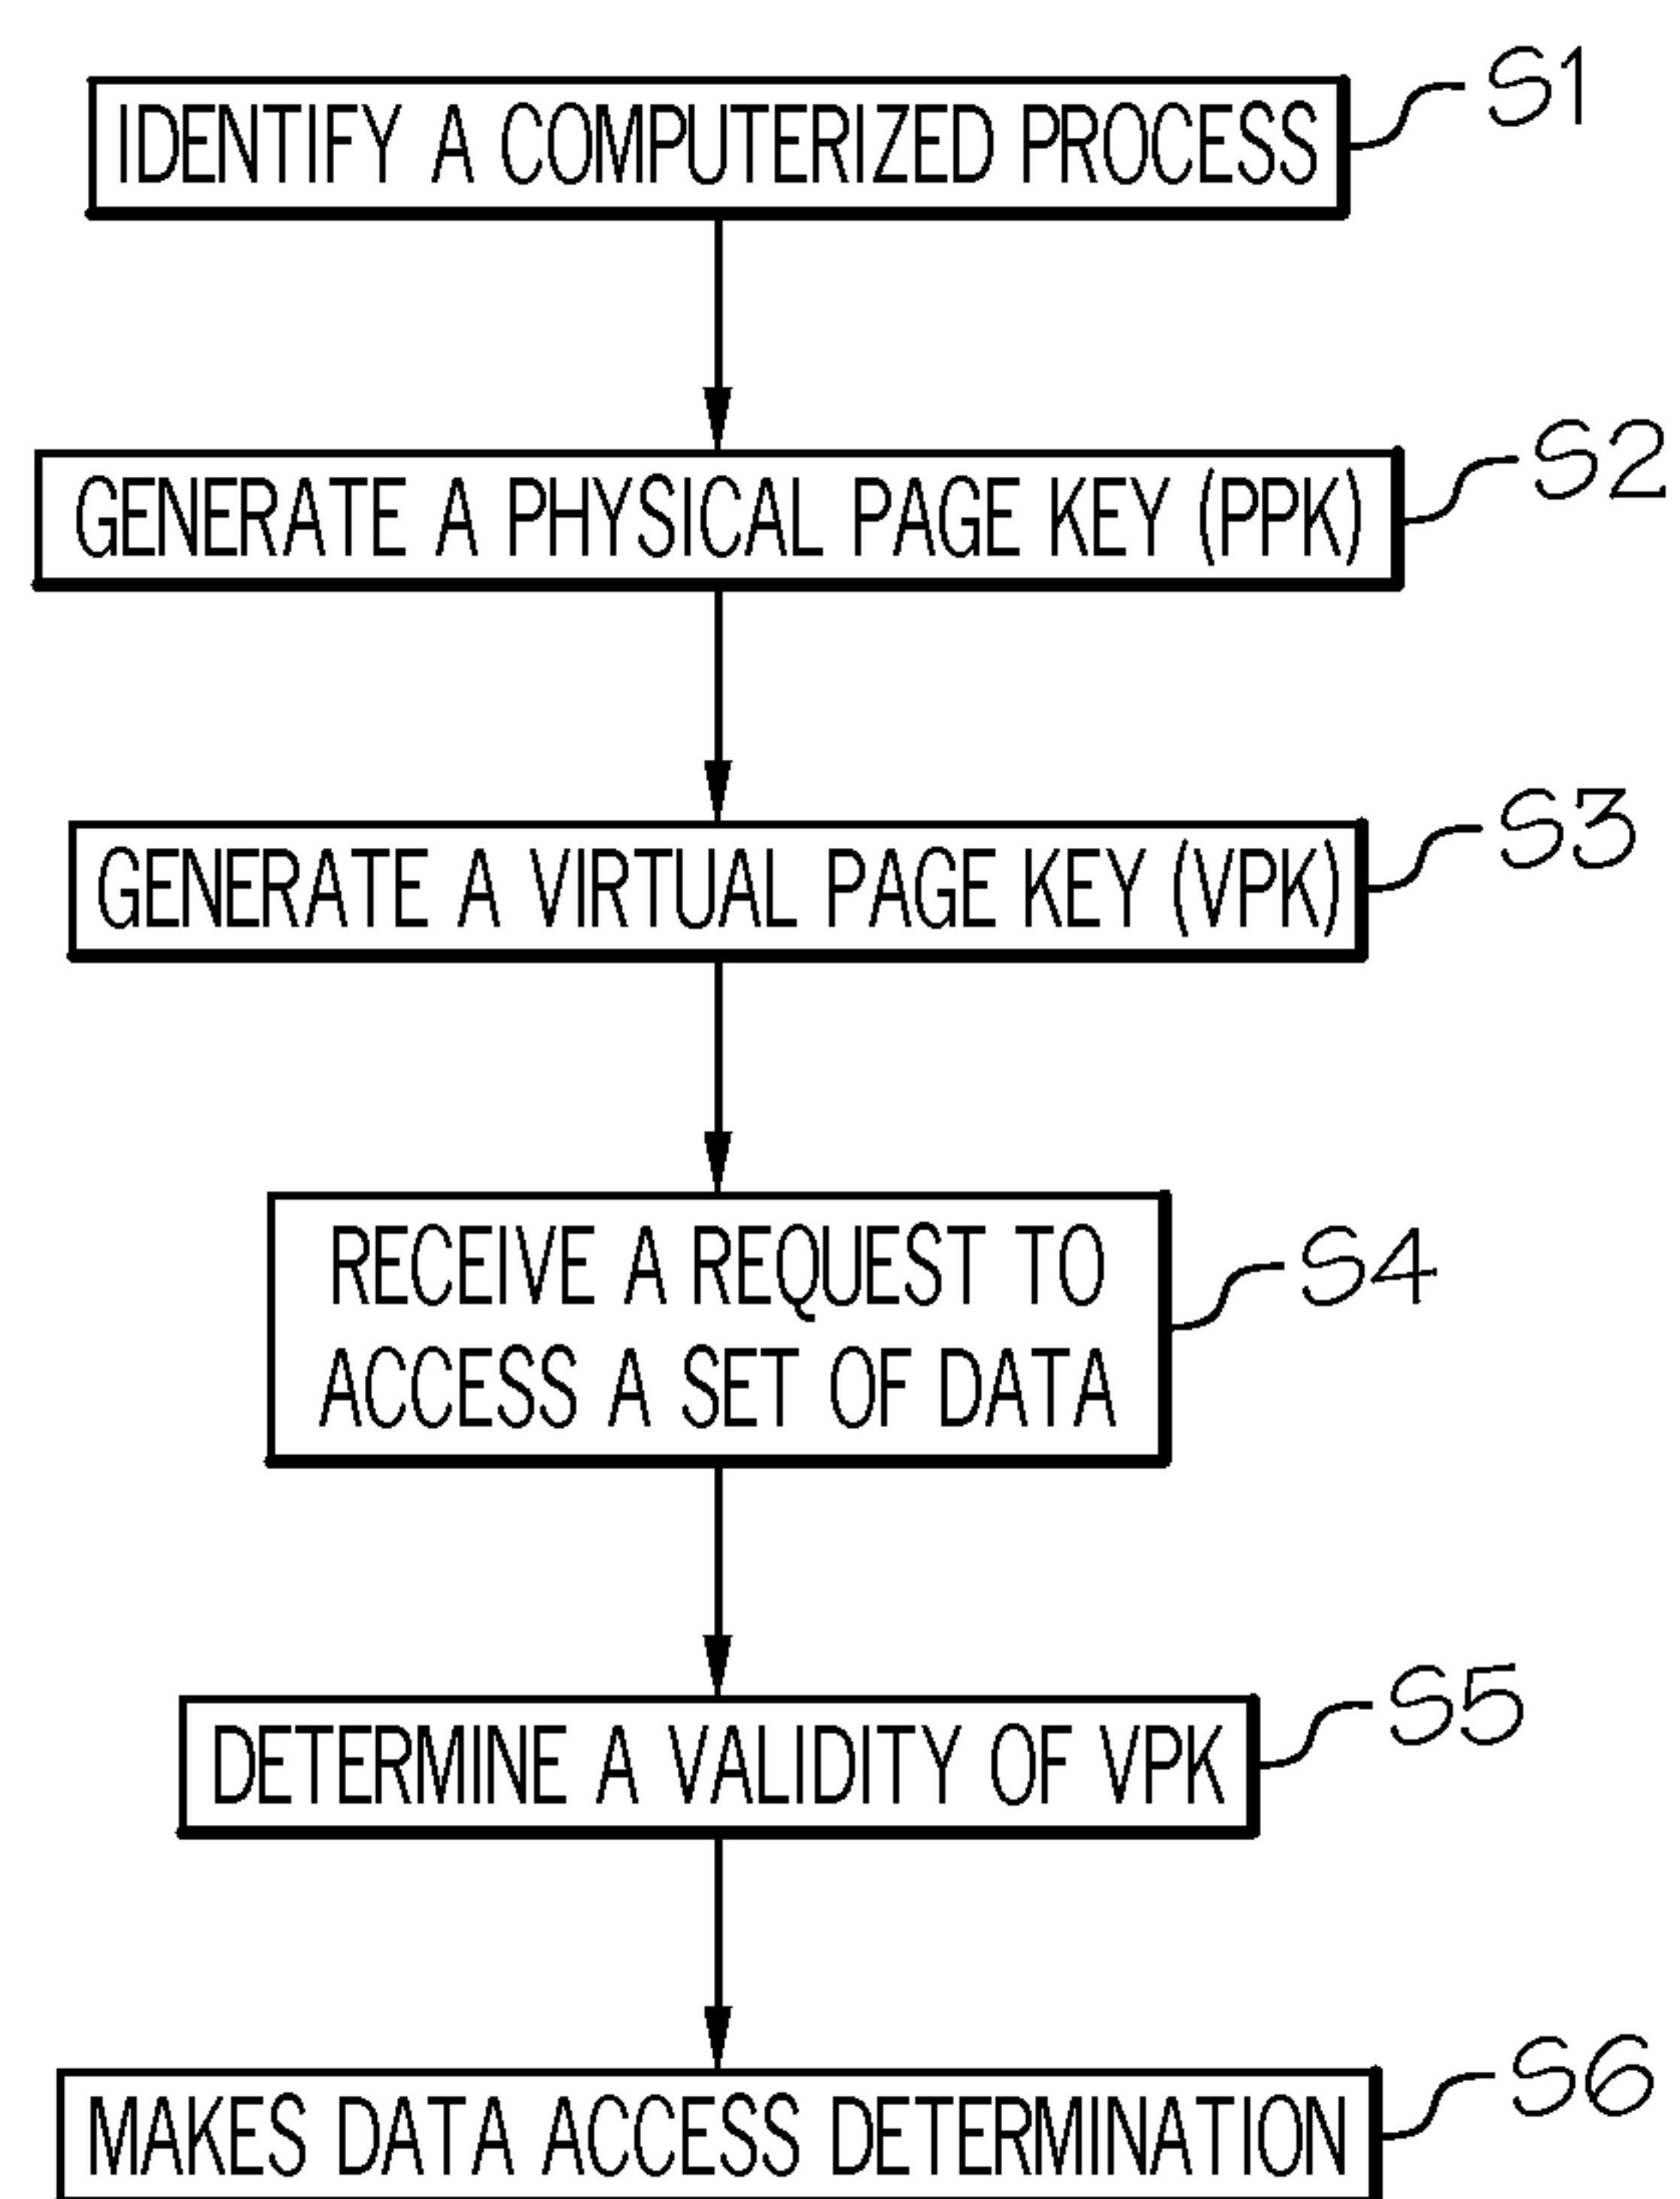 IDENTIFY A COMPUTERIZED PROCESS
S1
GENERATE A PHYSICAL PAGE KEY (PPK)
S2
GENERATE A VIRTUAL PAGE KEY (VPK)
S3
RECEIVE A REQUEST TO
ACCESS A SET OF DATA
S4
DETERMINE A VALIDITY OF VPK
S5
MAKES DATA ACCESS DETERMINATION
S6